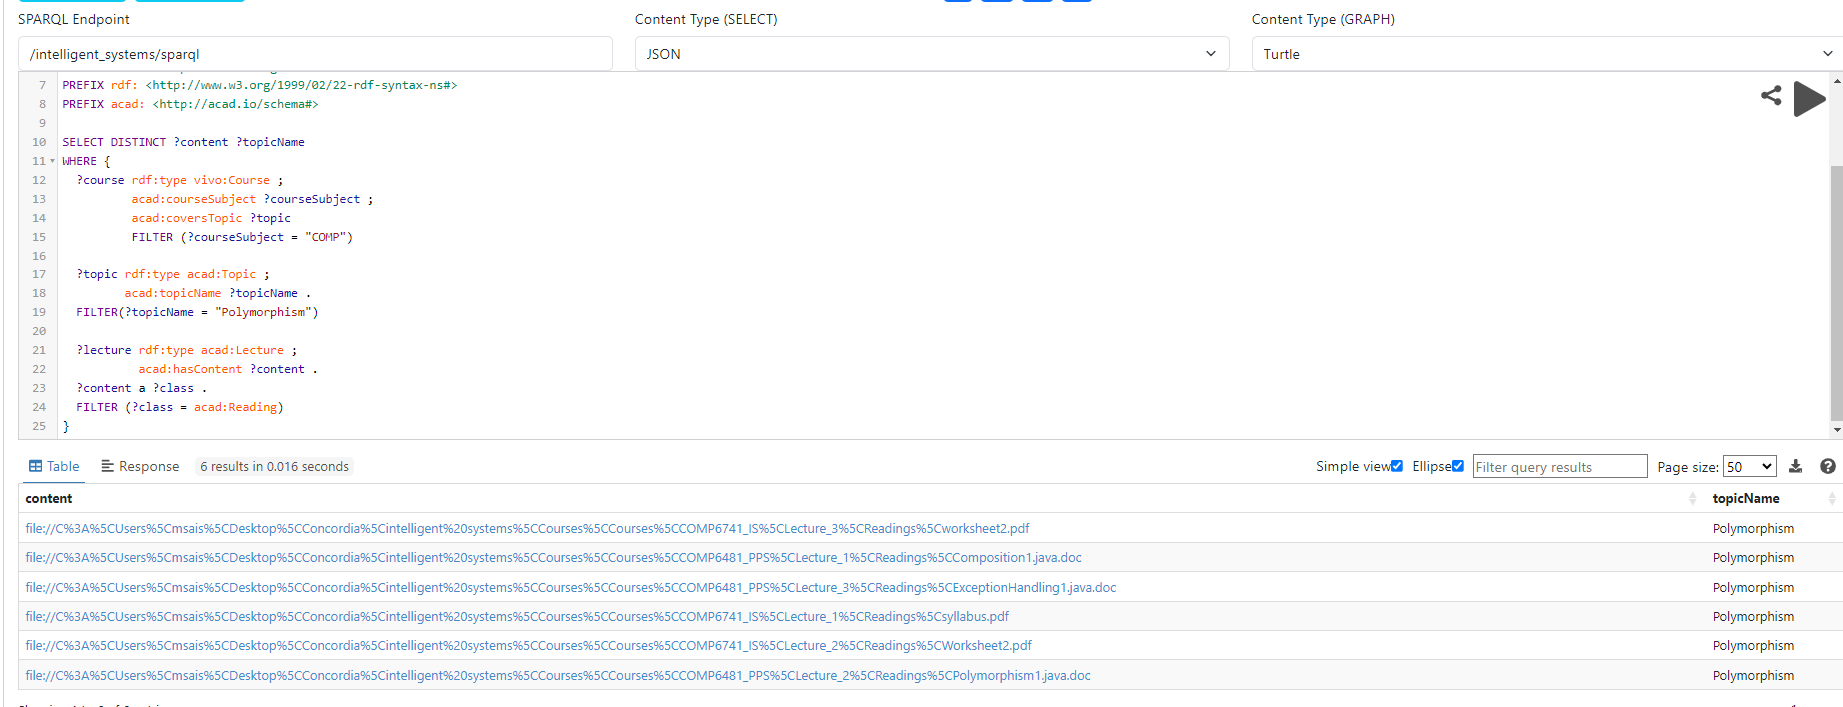 SPARQL Endpoint
Content Type (SELECT)
Content Type (GRAPH)
/intelligent_systems/sparql
JSON
Turtle
7 PREFIX rdf: <http://www.w3.org/1999/02/22-rdf-syntax-ns#>
8 PREFIX acad: <http://acad.io/schema#>
9
10 SELECT DISTINCT ?content ?topicName
11 WHERE {
12 ?course rdf:type vivo:Course ;
13 acad:courseSubject ?courseSubject ;
14 acad:coversTopic ?topic
15 FILTER (?courseSubject = "COMP")
16
17 ?topic rdf:type acad:Topic ;
18 acad:topicName ?topicName .
19 FILTER(?topicName = "Polymorphism")
20
21 ?lecture rdf:type acad:Lecture ;
22 acad:hasContent ?content .
23 ?content a ?class .
24 FILTER (?class = acad:Reading)
25 }
Table Response 6 results in 0.016 seconds Simple view Ellipse Filter query results Page size: 50
content topicName
file://C%3A%5CUsers%5Cmsais%5CDesktop%5CConcordia%5Cintelligent%20systems%5CCourses%5CCourses%5CCOMP6741_IS%5CLecture_3%5CReadings%5Cworksheet2.pdf Polymorphism
file://C%3A%5CUsers%5Cmsais%5CDesktop%5CConcordia%5Cintelligent%20systems%5CCourses%5CCourses%5CCOMP6481_PPS%5CLecture_1%5CReadings%5CComposition1.java.doc Polymorphism
file://C%3A%5CUsers%5Cmsais%5CDesktop%5CConcordia%5Cintelligent%20systems%5CCourses%5CCourses%5CCOMP6481_PPS%5CLecture_3%5CReadings%5CExceptionHandling1.java.doc Polymorphism
file://C%3A%5CUsers%5Cmsais%5CDesktop%5CConcordia%5Cintelligent%20systems%5CCourses%5CCourses%5CCOMP6741_IS%5CLecture_1%5CReadings%5Csyllabus.pdf Polymorphism
file://C%3A%5CUsers%5Cmsais%5CDesktop%5CConcordia%5Cintelligent%20systems%5CCourses%5CCourses%5CCOMP6741_IS%5CLecture_2%5CReadings%5CWorksheet2.pdf Polymorphism
file://C%3A%5CUsers%5Cmsais%5CDesktop%5CConcordia%5Cintelligent%20systems%5CCourses%5CCourses%5CCOMP6481_PPS%5CLecture_2%5CReadings%5CPolymorphism1.java.doc Polymorphism